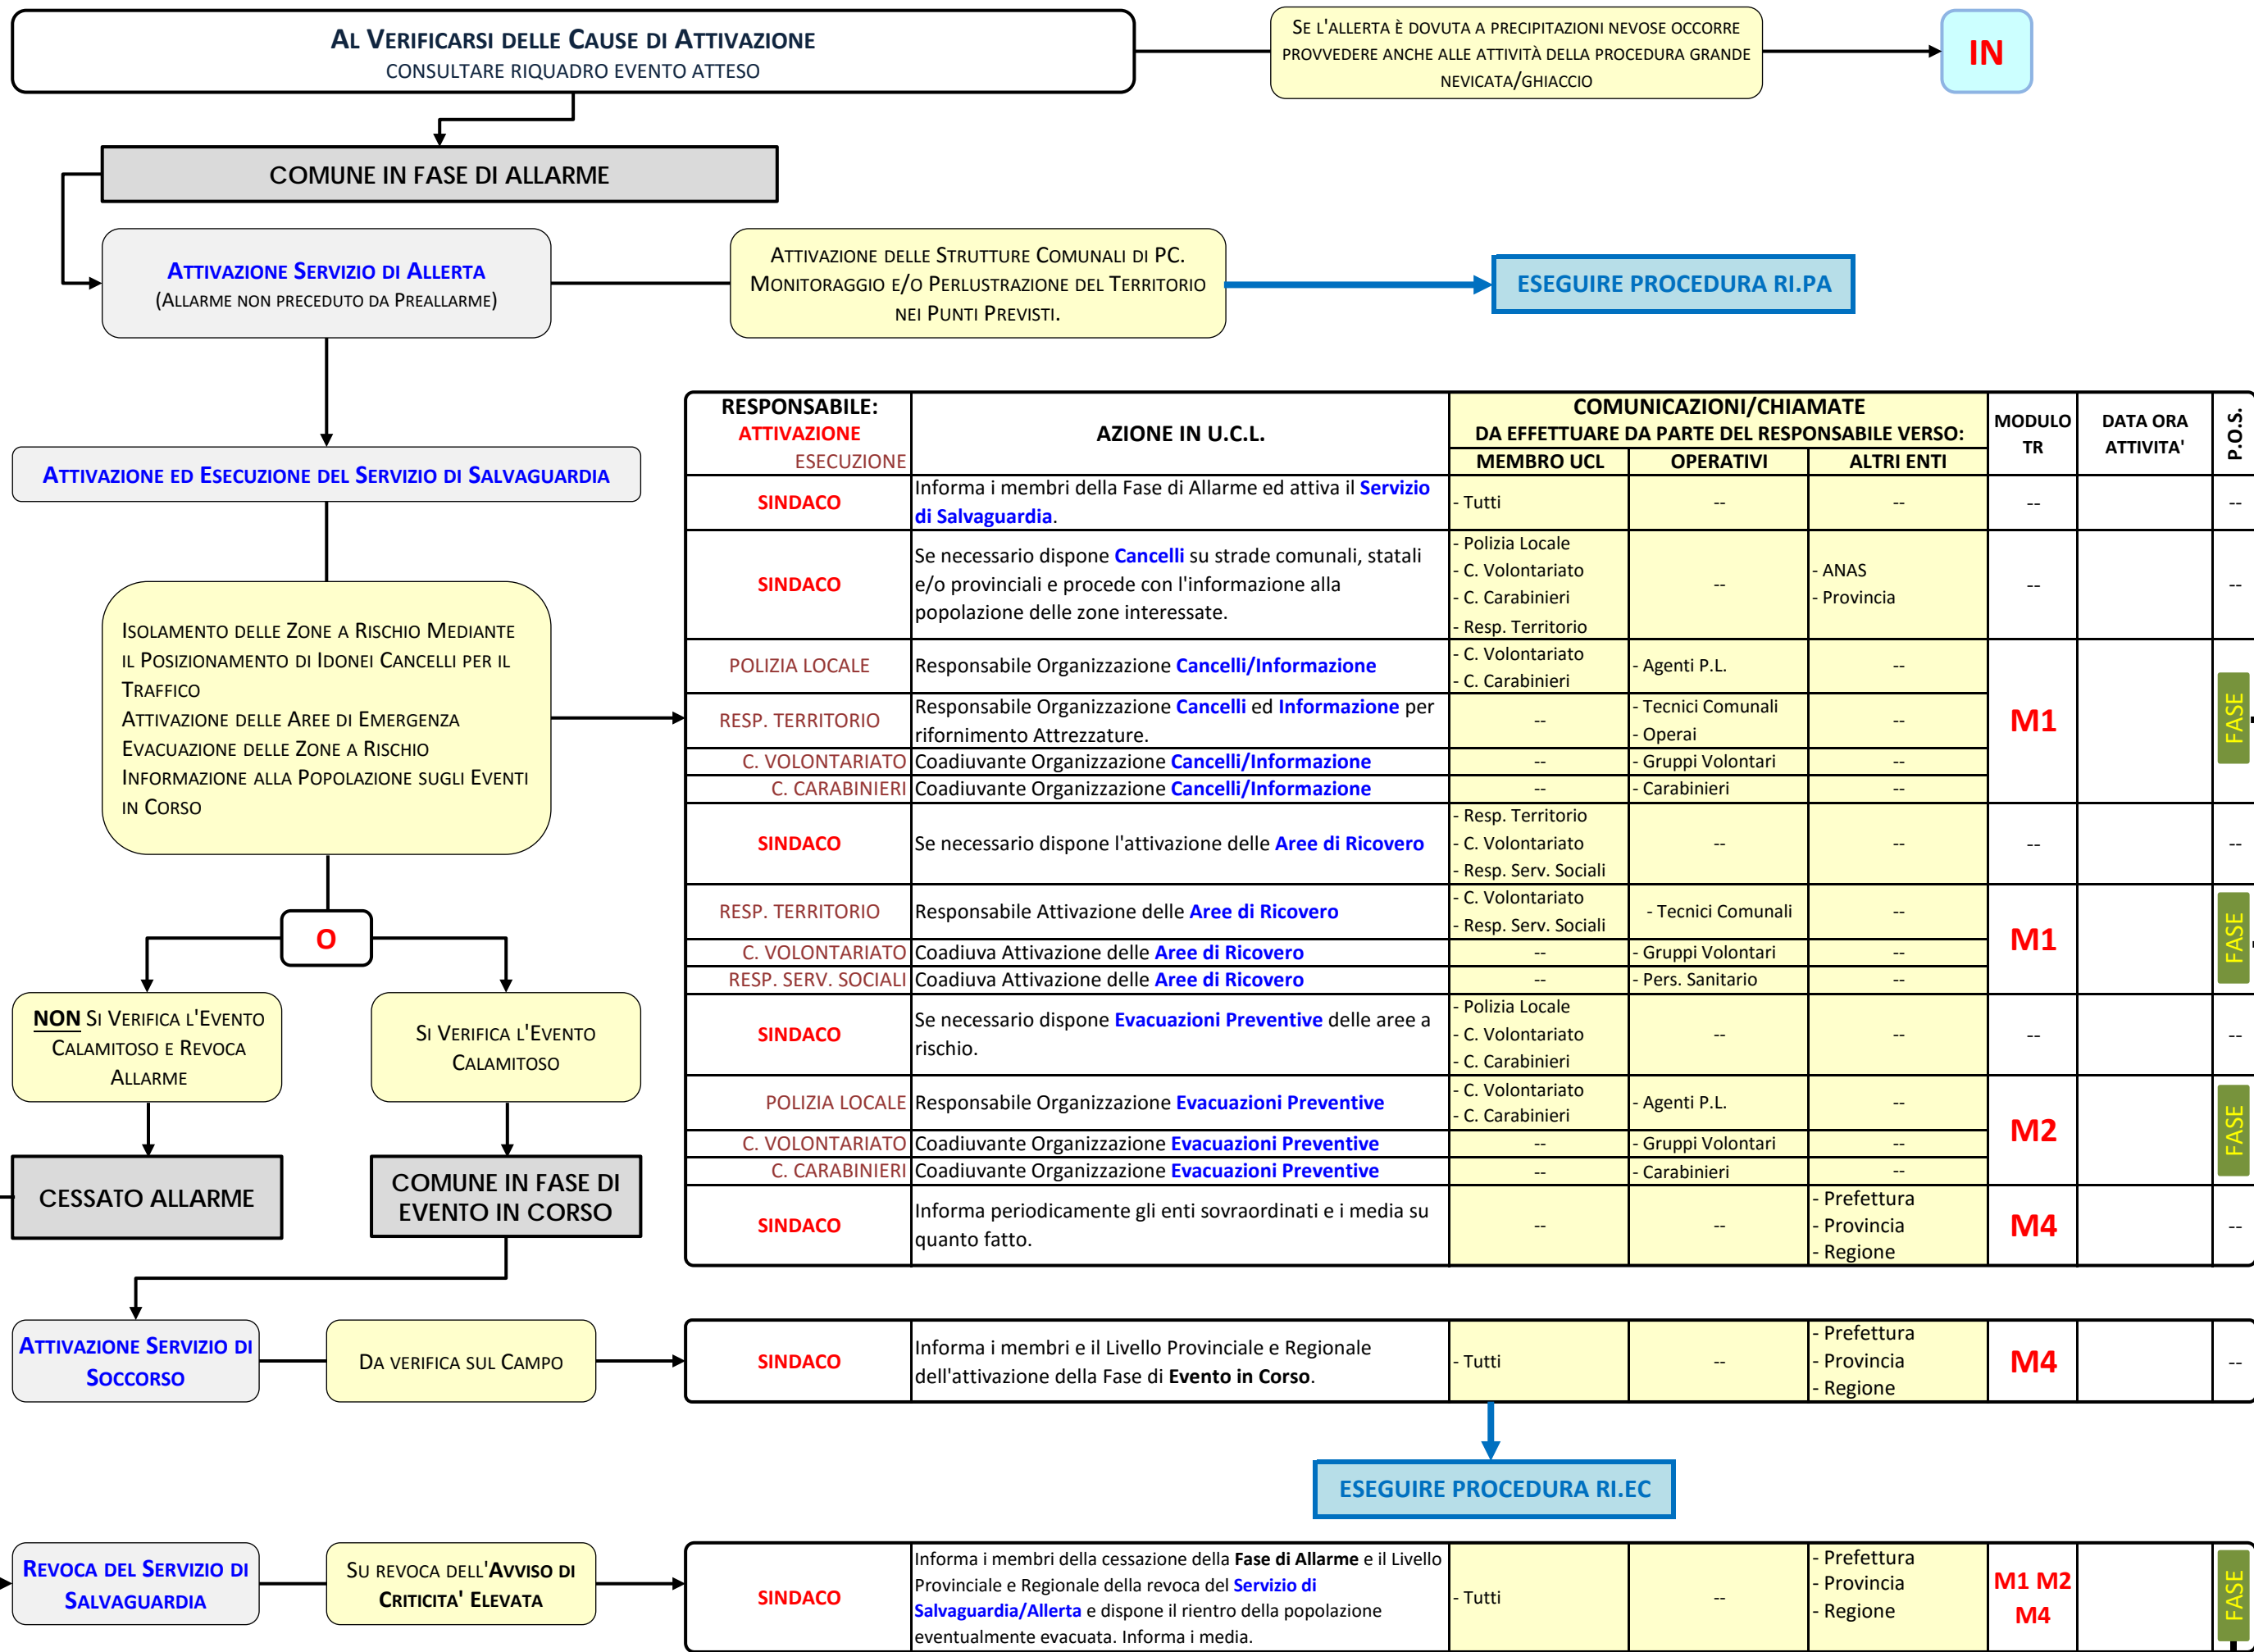 AL VERIFICARSI DELLE CAUSE DI ATTIVAZIONE
CONSULTARE RIQUADRO EVENTO ATTESO
SE L'ALLERTA È DOVUTA A PRECIPITAZIONI NEVOSE OCCORRE
PROVVEDERE ANCHE ALLE ATTIVITÀ DELLA PROCEDURA GRANDE
NEVICATA/GHIACCIO
IN
COMUNE IN FASE DI ALLARME
ATTIVAZIONE SERVIZIO DI ALLERTA
(ALLARME NON PRECEDUTO DA PREALLARME)
ATTIVAZIONE DELLE STRUTTURE COMUNALI DI PC.
MONITORAGGIO E/O PERLUSTRAZIONE DEL TERRITORIO
NEI PUNTI PREVISTI.
ESEGUIRE PROCEDURA RI.PA
ATTIVAZIONE ED ESECUZIONE DEL SERVIZIO DI SALVAGUARDIA
ISOLAMENTO DELLE ZONE A RISCHIO MEDIANTE
IL POSIZIONAMENTO DI IDONEI CANCELLI PER IL
TRAFFICO
ATTIVAZIONE DELLE AREE DI EMERGENZA
EVACUAZIONE DELLE ZONE A RISCHIO
INFORMAZIONE ALLA POPOLAZIONE SUGLI EVENTI
IN CORSO
O
NON SI VERIFICA L'EVENTO
CALAMITOSO E REVOCA
ALLARME
SI VERIFICA L'EVENTO
CALAMITOSO
CESSATO ALLARME
COMUNE IN FASE DI
EVENTO IN CORSO
RESPONSABILE:
ATTIVAZIONE
ESECUZIONE
AZIONE IN U.C.L.
COMUNICAZIONI/CHIAMATE
DA EFFETTUARE DA PARTE DEL RESPONSABILE VERSO:
MEMBRO UCL
OPERATIVI
ALTRI ENTI
MODULO
TR
DATA ORA
ATTIVITA'
P.O.S.
SINDACO
Informa i membri della Fase di Allarme ed attiva il Servizio
di Salvaguardia.
- Tutti
--
--
--
--
SINDACO
Se necessario dispone Cancelli su strade comunali, statali
e/o provinciali e procede con l'informazione alla
popolazione delle zone interessate.
- Polizia Locale
- C. Volontariato
- C. Carabinieri
- Resp. Territorio
--
- ANAS
- Provincia
--
--
POLIZIA LOCALE
Responsabile Organizzazione Cancelli/Informazione
- C. Volontariato
- C. Carabinieri
- Agenti P.L.
--
M1
FASE
RESP. TERRITORIO
Responsabile Organizzazione Cancelli ed Informazione per
rifornimento Attrezzature.
--
- Tecnici Comunali
- Operai
--
C. VOLONTARIATO
Coadiuvante Organizzazione Cancelli/Informazione
--
- Gruppi Volontari
--
C. CARABINIERI
Coadiuvante Organizzazione Cancelli/Informazione
--
- Carabinieri
--
SINDACO
Se necessario dispone l'attivazione delle Aree di Ricovero
- Resp. Territorio
- C. Volontariato
- Resp. Serv. Sociali
--
--
--
--
RESP. TERRITORIO
Responsabile Attivazione delle Aree di Ricovero
- C. Volontariato
- Resp. Serv. Sociali
- Tecnici Comunali
--
M1
FASE
C. VOLONTARIATO
Coadiuva Attivazione delle Aree di Ricovero
--
- Gruppi Volontari
--
RESP. SERV. SOCIALI
Coadiuva Attivazione delle Aree di Ricovero
--
- Pers. Sanitario
--
SINDACO
Se necessario dispone Evacuazioni Preventive delle aree a
rischio.
- Polizia Locale
- C. Volontariato
- C. Carabinieri
--
--
--
--
POLIZIA LOCALE
Responsabile Organizzazione Evacuazioni Preventive
- C. Volontariato
- C. Carabinieri
- Agenti P.L.
--
M2
FASE
C. VOLONTARIATO
Coadiuvante Organizzazione Evacuazioni Preventive
--
- Gruppi Volontari
--
C. CARABINIERI
Coadiuvante Organizzazione Evacuazioni Preventive
--
- Carabinieri
--
SINDACO
Informa periodicamente gli enti sovraordinati e i media su
quanto fatto.
--
--
- Prefettura
- Provincia
- Regione
M4
--
ATTIVAZIONE SERVIZIO DI
SOCCORSO
DA VERIFICA SUL CAMPO
SINDACO
Informa i membri e il Livello Provinciale e Regionale
dell'attivazione della Fase di Evento in Corso.
- Tutti
--
- Prefettura
- Provincia
- Regione
M4
--
ESEGUIRE PROCEDURA RI.EC
REVOCA DEL SERVIZIO DI
SALVAGUARDIA
SU REVOCA DELL'AVVISO DI
CRITICITA' ELEVATA
SINDACO
Informa i membri della cessazione della Fase di Allarme e il Livello
Provinciale e Regionale della revoca del Servizio di
Salvaguardia/Allerta e dispone il rientro della popolazione
eventualmente evacuata. Informa i media.
- Tutti
--
- Prefettura
- Provincia
- Regione
M1 M2
M4
FASE